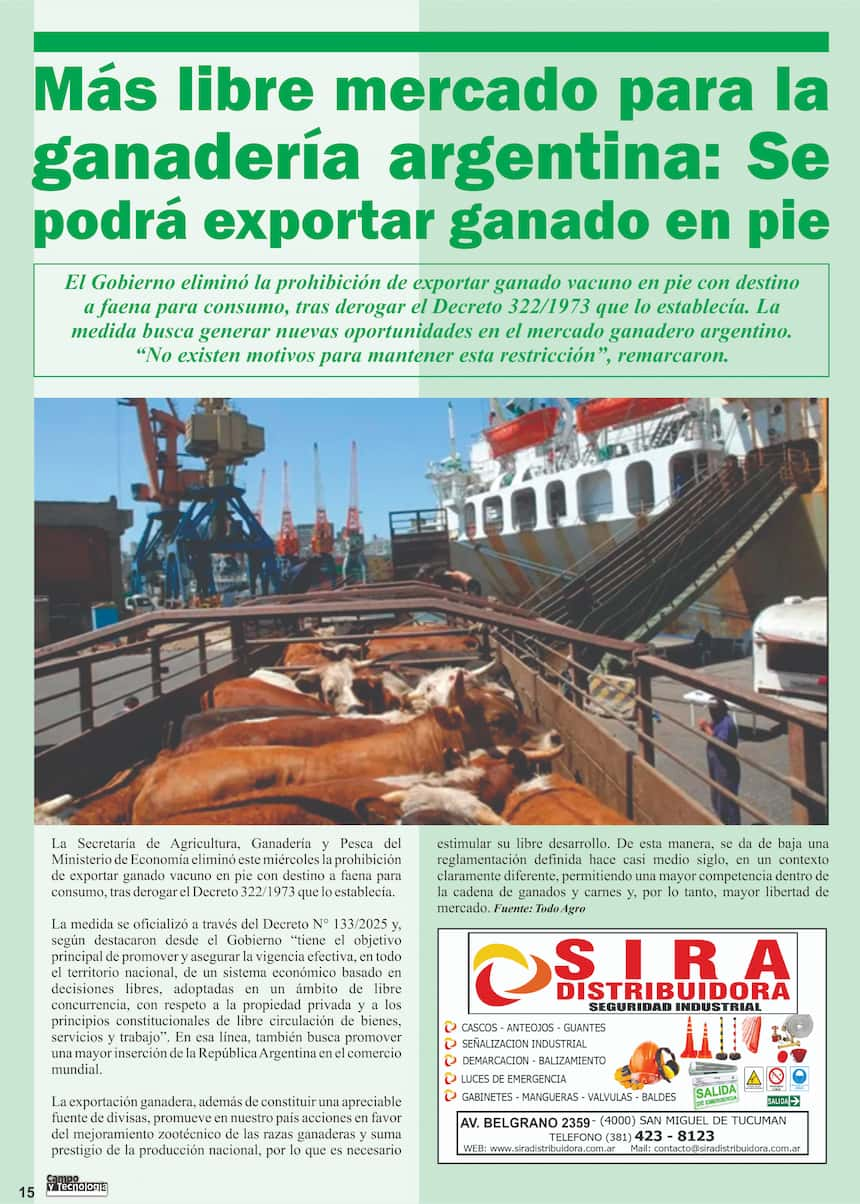 Más libre mercado para la
ganadería argentina: Se
podrá exportar ganado en pie
El Gobierno eliminó la prohibición de exportar ganado vacuno en pie con destino
a faena para consumo, tras derogar el Decreto 322/1973 que lo establecía. La
medida busca generar nuevas oportunidades en el mercado ganadero argentino.
“No existen motivos para mantener esta restricción”, remarcaron.
La Secretaría de Agricultura, Ganadería y Pesca del
Ministerio de Economía eliminó este miércoles la prohibición
de exportar ganado vacuno en pie con destino a faena para
consumo, tras derogar el Decreto 322/1973 que lo establecía.
La medida se oficializó a través del Decreto N° 133/2025 y,
según destacaron desde el Gobierno “tiene el objetivo
principal de promover y asegurar la vigencia efectiva, en todo
el territorio nacional, de un sistema económico basado en
decisiones libres, adoptadas en un ámbito de libre
concurrencia, con respeto a la propiedad privada y a los
principios constitucionales de libre circulación de bienes,
servicios y trabajo”. En esa línea, también busca promover
una mayor inserción de la República Argentina en el comercio
mundial.
La exportación ganadera, además de constituir una apreciable
fuente de divisas, promueve en nuestro país acciones en favor
del mejoramiento zootécnico de las razas ganaderas y suma
prestigio de la producción nacional, por lo que es necesario
estimular su libre desarrollo. De esta manera, se da de baja una
reglamentación definida hace casi medio siglo, en un contexto
claramente diferente, permitiendo una mayor competencia dentro de
la cadena de ganados y carnes y, por lo tanto, mayor libertad de
mercado. Fuente: Todo Agro
SIRA
DISTRIBUIDORA
SEGURIDAD INDUSTRIAL
CASCOS - ANTEOJOS - GUANTES
SEÑALIZACIÓN INDUSTRIAL
DEMARCACION - BALIZAMIENTO
LUCES DE EMERGENCIA
GABINETES - MANGUERAS - VALVULAS - BALDES
SALIDA
DE EMERGENCIA
SALIDA
AV. BELGRANO 2359 - (4000) SAN MIGUEL DE TUCUMAN
TELEFONO (381) 423 - 8123
WEB: www.siradistribuidora.com.ar Mail: contacto@siradistribuidora.com.ar
15
Campo
y Tecnología